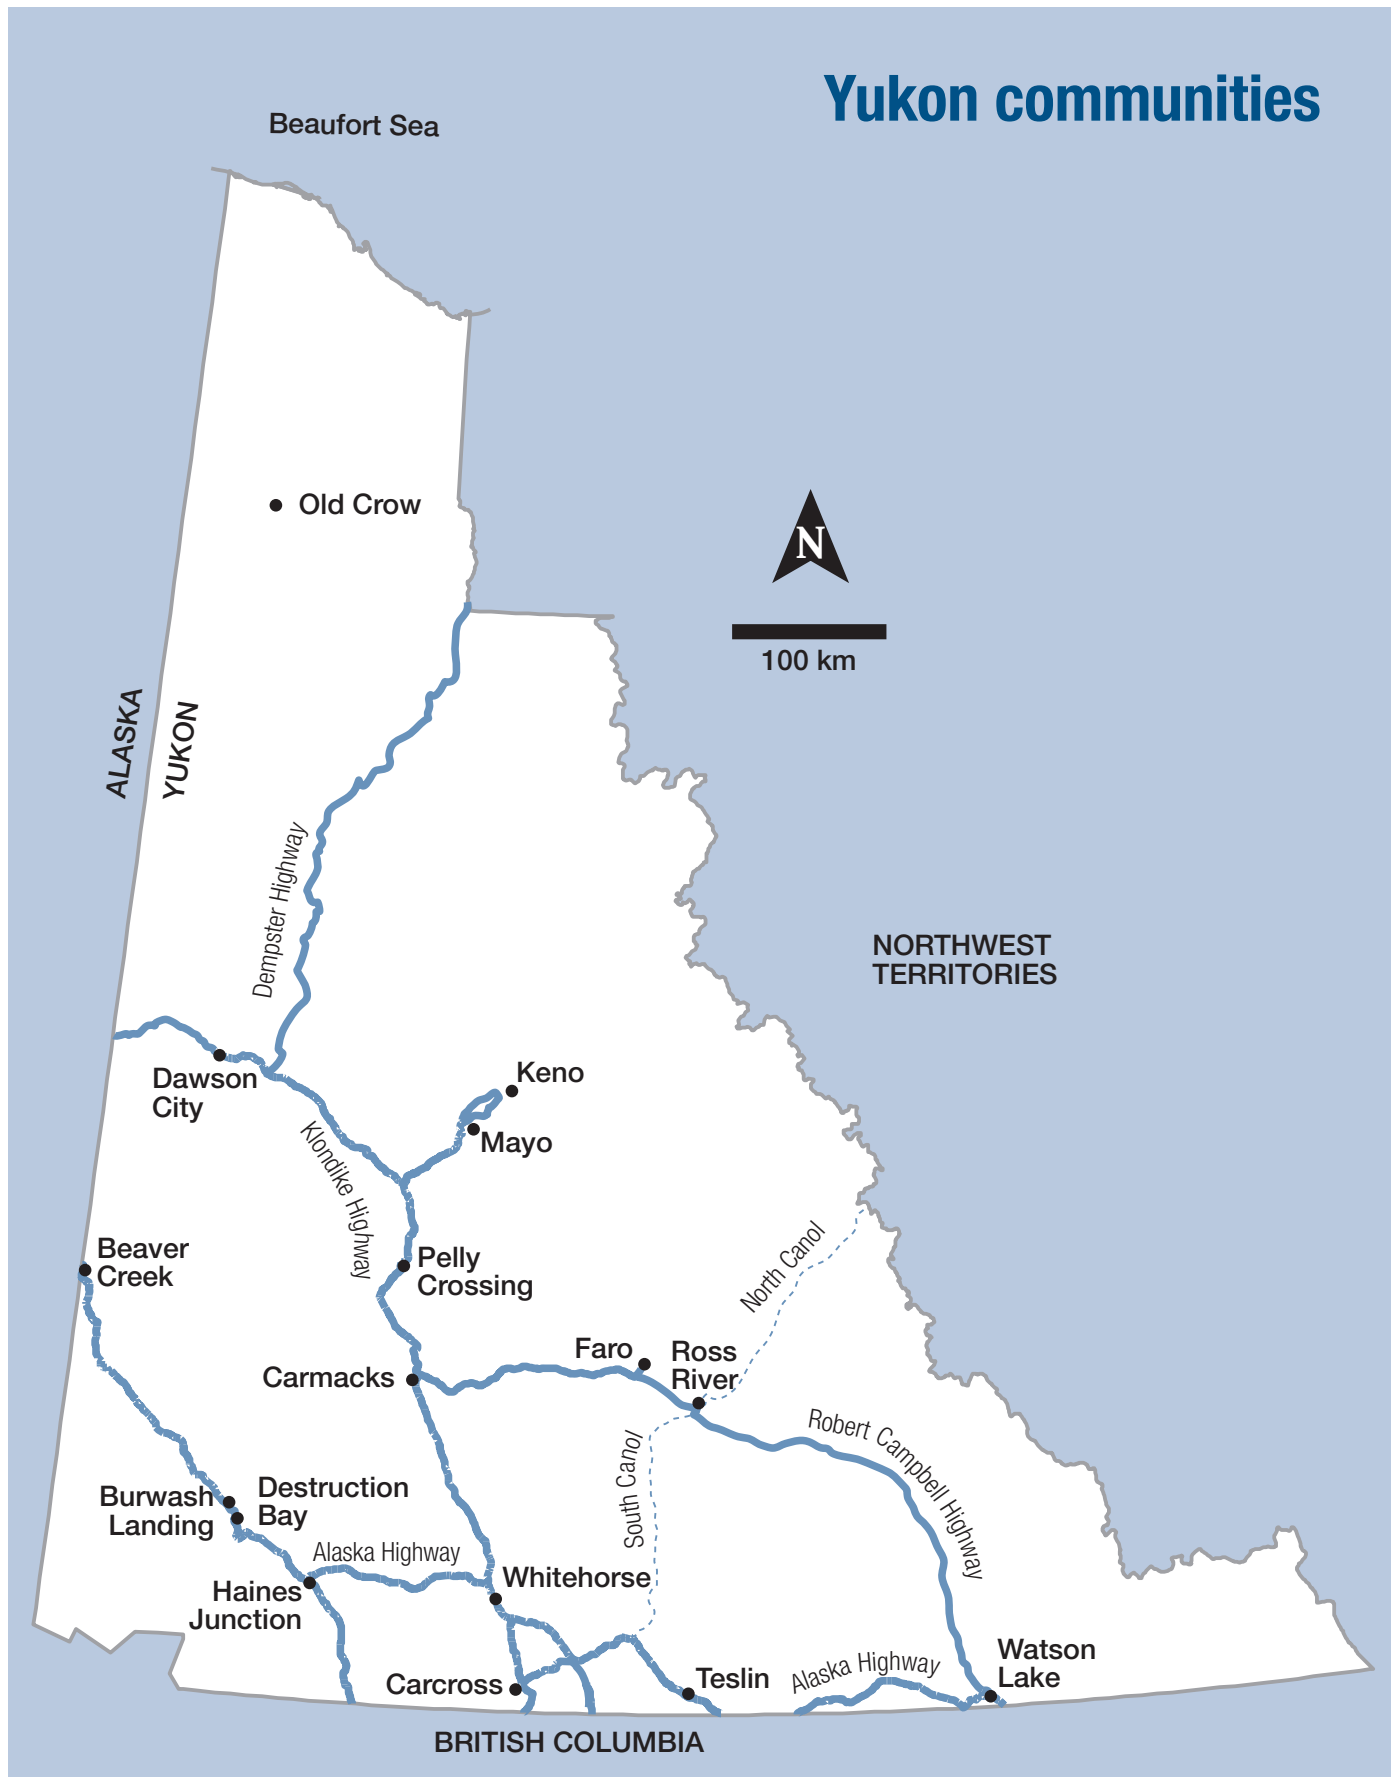 Yukon communities
Beaufort Sea
Old Crow
N
100 km
ALASKA
YUKON
Dempster Highway
NORTHWEST
TERRITORIES
Dawson
City
Keno
Mayo
Klondike Highway
Beaver
Creek
Pelly
Crossing
North Canol
Faro
Ross
River
Carmacks
Robert Campbell Highway
South Canol
Burwash
Landing
Destruction
Bay
Alaska Highway
Haines
Junction
Whitehorse
Carcross
Teslin
Alaska Highway
Watson
Lake
BRITISH COLUMBIA